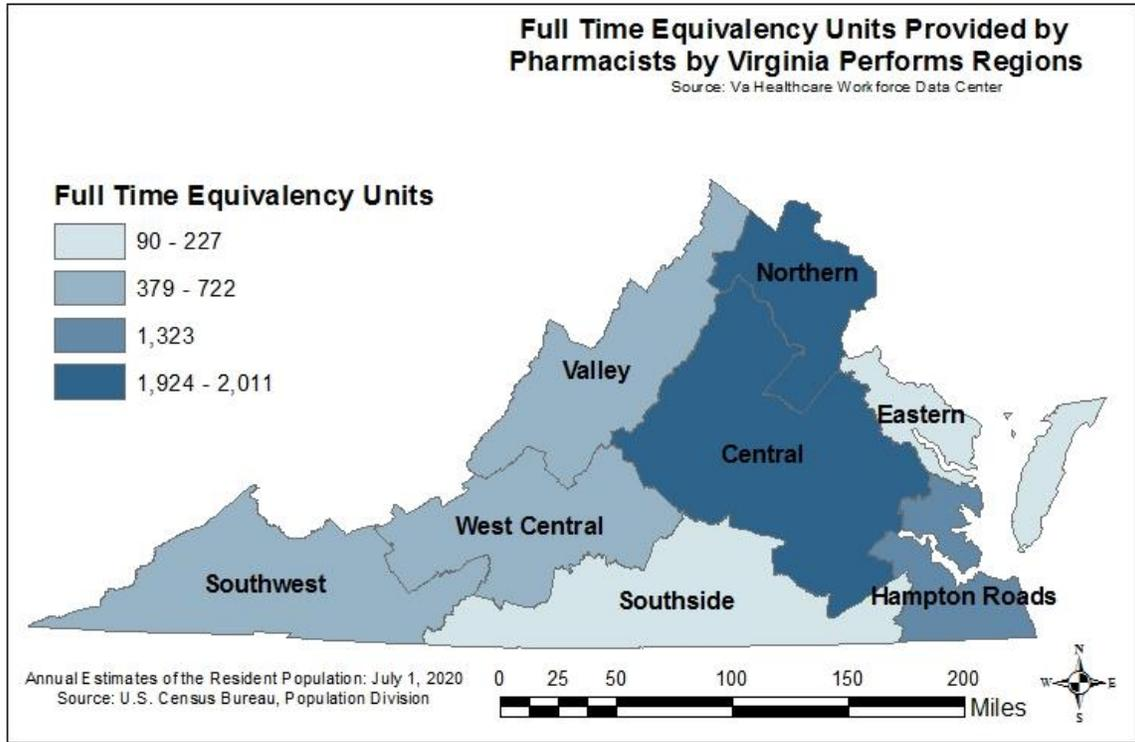 Full Time Equivalency Units Provided by
Pharmacists by Virginia Performs Regions
Source: Va Healthcare Workforce Data Center
Full Time Equivalency Units
90 - 227
379 - 722
1,323
1,924 - 2,011
Northern
Valley
Eastern
Central
West Central
Southwest
Southside
Hampton Roads
Annual Estimates of the Resident Population: July 1, 2020
Source: U.S. Census Bureau, Population Division
0 25 50 100 150 200
Miles
N
W E
S